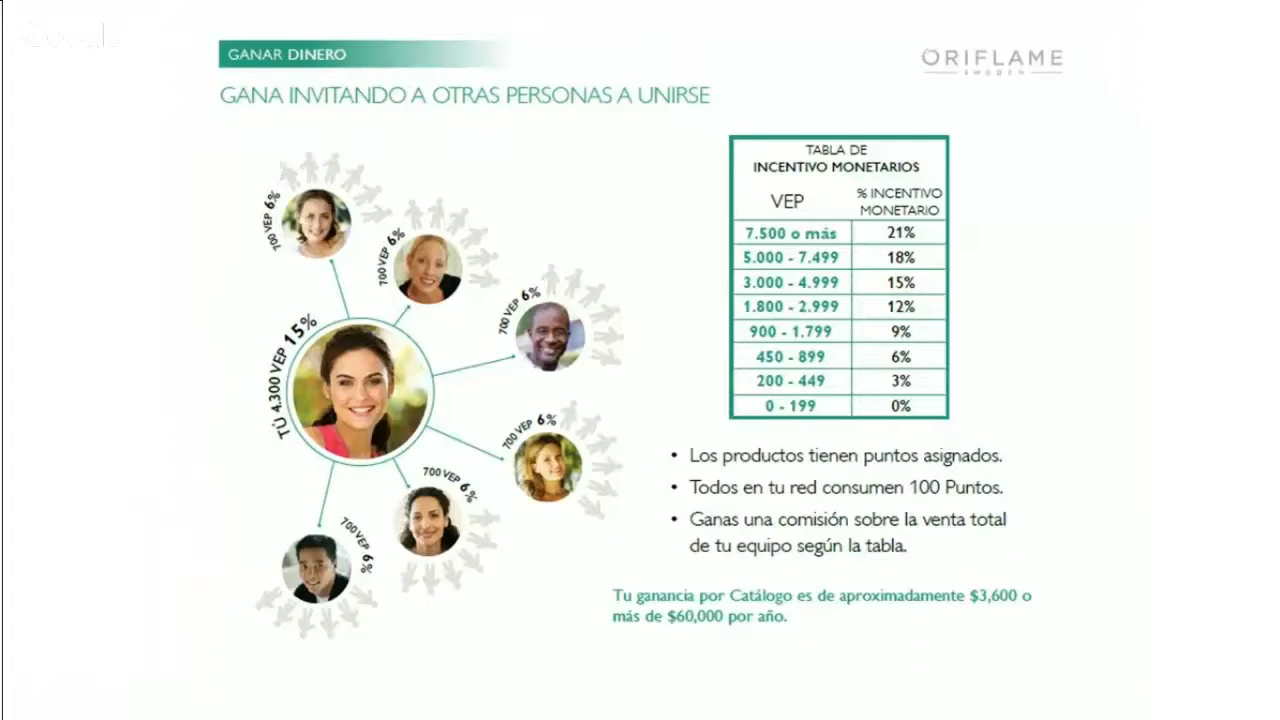 GANAR DINERO
ORIFLAME
SWEDEN
GANA INVITANDO A OTRAS PERSONAS A UNIRSE
700 VEP 6%
700 VEP 6%
700 VEP 6%
TÚ 4.300 VEP 15%
700 VEP 6%
700 VEP 6%
700 VEP 6%
TABLA DE
INCENTIVO MONETARIOS
VEP
% INCENTIVO
MONETARIO
7.500 o más 21%
5.000 - 7.499 18%
3.000 - 4.999 15%
1.800 - 2.999 12%
900 - 1.799 9%
450 - 899 6%
200 - 449 3%
0 - 199 0%
• Los productos tienen puntos asignados.
• Todos en tu red consumen 100 Puntos.
• Ganas una comisión sobre la venta total
de tu equipo según la tabla.
Tu ganancia por Catálogo es de aproximadamente $3,600 o
más de $60,000 por año.